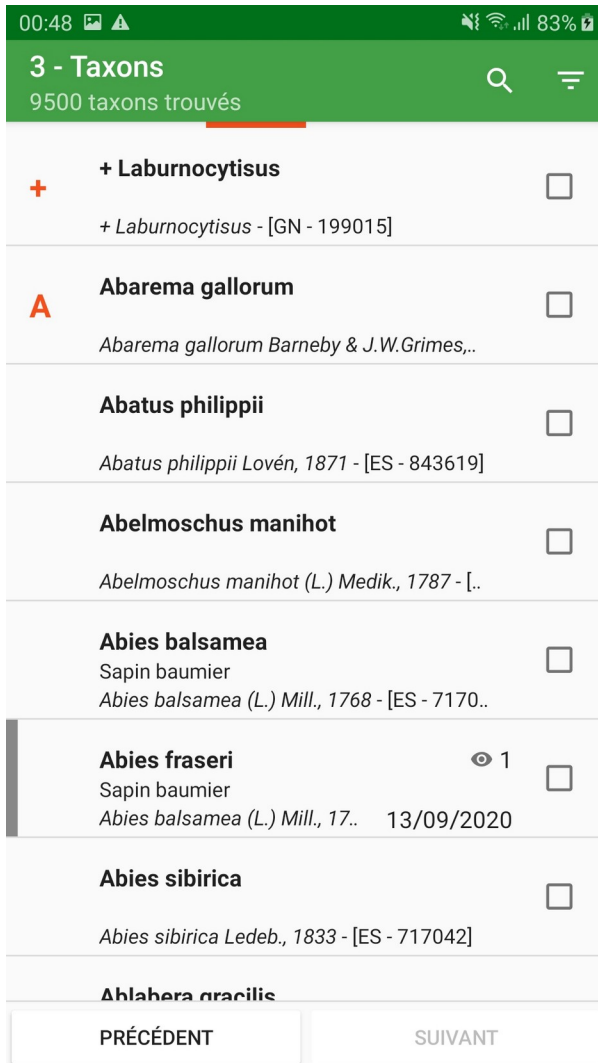 00:48 83%
3 - Taxons
9500 taxons trouvés
+
+ Laburnocytisus
+ Laburnocytisus - [GN - 199015]
A
Abarema gallorum
Abarema gallorum Barneby & J.W.Grimes,..
Abatus philippii
Abatus philippii Lovén, 1871 - [ES - 843619]
Abelmoschus manihot
Abelmoschus manihot (L.) Medik., 1787 - [..
Abies balsamea
Sapin baumier
Abies balsamea (L.) Mill., 1768 - [ES - 7170..
Abies fraseri 1
Sapin baumier
Abies balsamea (L.) Mill., 17.. 13/09/2020
Abies sibirica
Abies sibirica Ledeb., 1833 - [ES - 717042]
Ablabera gracilis
PRÉCÉDENT SUIVANT